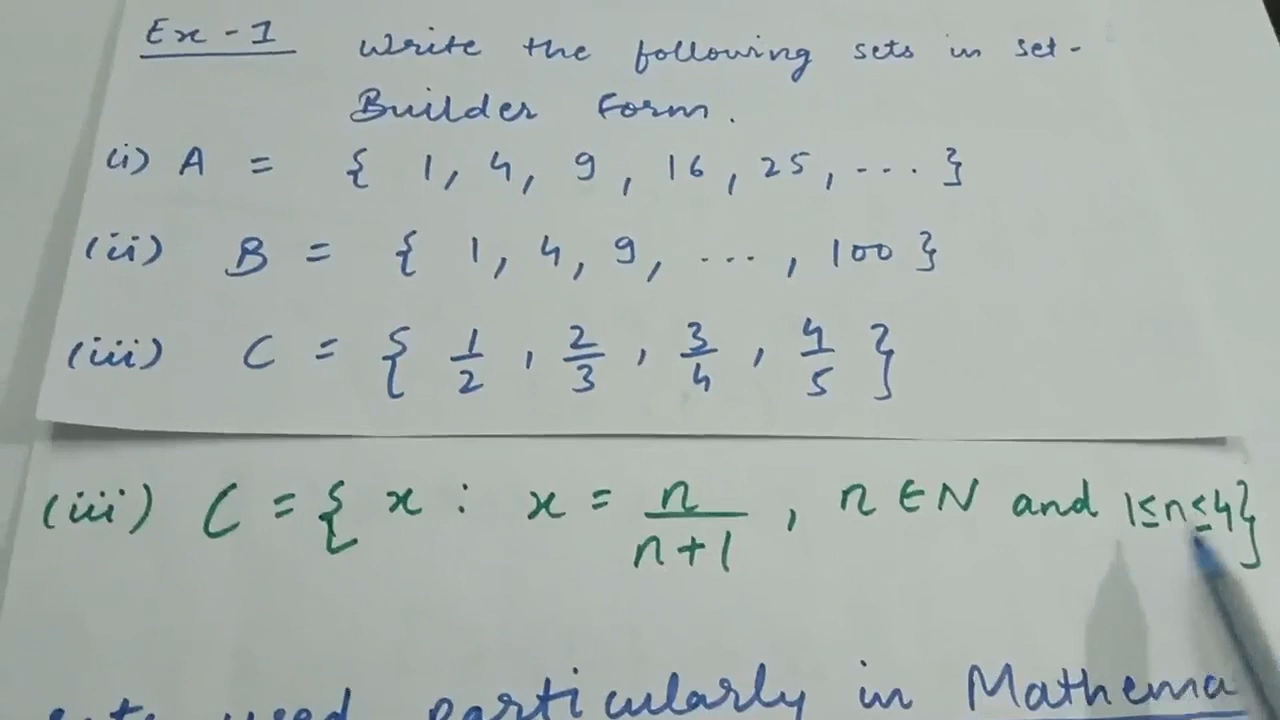 Ex-1 Write the following sets in set-
Builder Form.
(i) A = { 1, 4, 9, 16, 25, ... }
(ii) B = { 1, 4, 9, ..., 100 }
(iii) C = { 1/2, 2/3, 3/4, 4/5 }
(iii) C = { x : x = n/n+1, n ∈ N and 1≤n≤4}
used particularly in Mathema